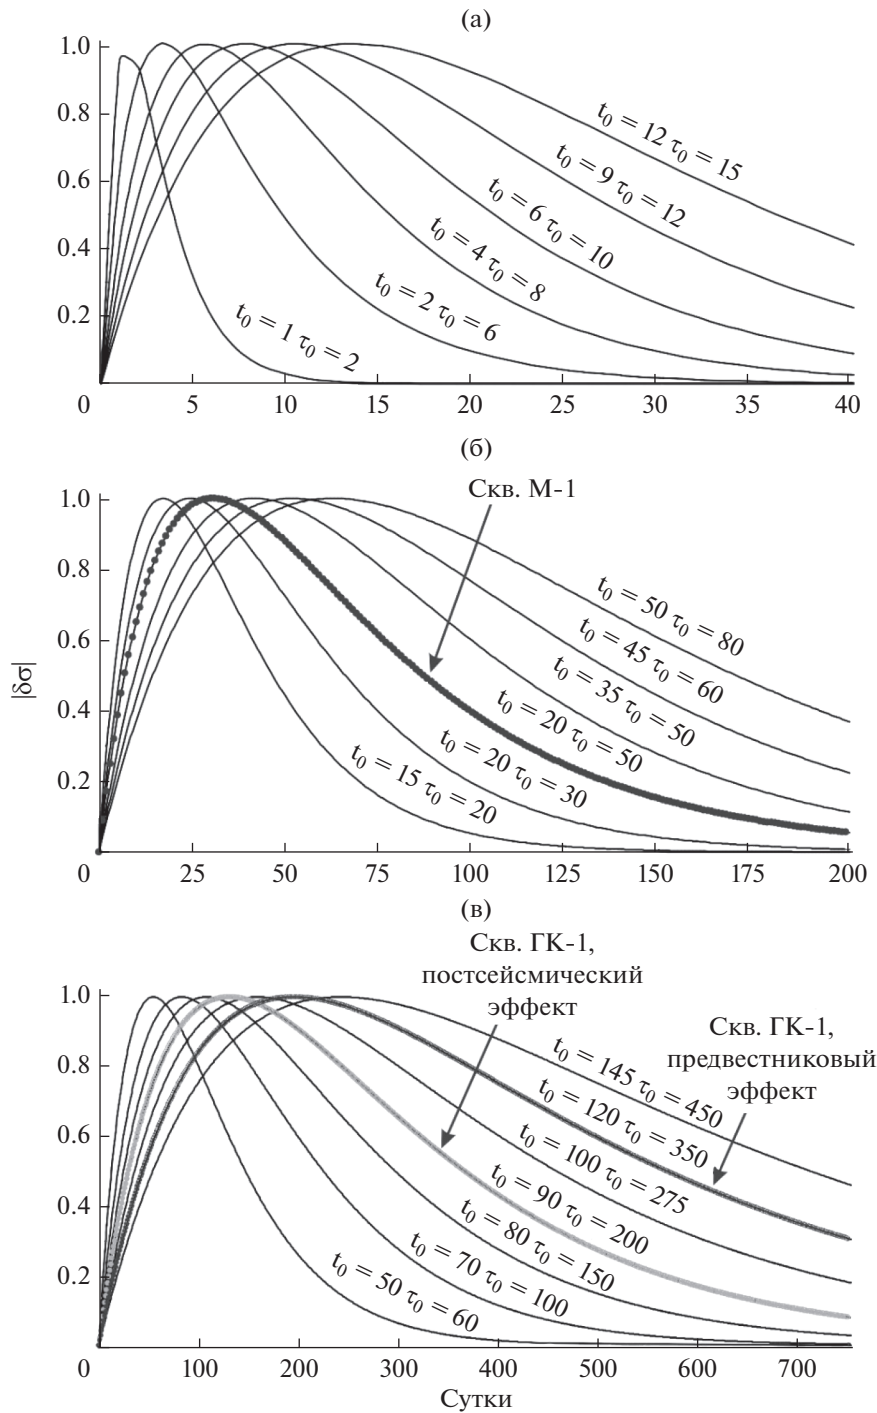 (а)
1.0
0.8
0.6
0.4
0.2
0
5
10
15
20
25
30
35
40
t₀ = 12 τ₀ = 15
t₀ = 9 τ₀ = 12
t₀ = 6 τ₀ = 10
t₀ = 4 τ₀ = 8
t₀ = 2 τ₀ = 6
t₀ = 1 τ₀ = 2
(б)
Скв. М-1
1.0
0.8
0.6
0.4
0.2
0
25
50
75
100
125
150
175
200
|δσ|
t₀ = 50 τ₀ = 80
t₀ = 45 τ₀ = 60
t₀ = 35 τ₀ = 50
t₀ = 20 τ₀ = 50
t₀ = 20 τ₀ = 30
t₀ = 15 τ₀ = 20
(в)
Скв. ГК-1,
постсейсмический
эффект
Скв. ГК-1,
предвестниковый
эффект
1.0
0.8
0.6
0.4
0.2
0
100
200
300
400
500
600
700
t₀ = 145 τ₀ = 450
t₀ = 120 τ₀ = 350
t₀ = 100 τ₀ = 275
t₀ = 90 τ₀ = 200
t₀ = 80 τ₀ = 150
t₀ = 70 τ₀ = 100
t₀ = 50 τ₀ = 60
Сутки